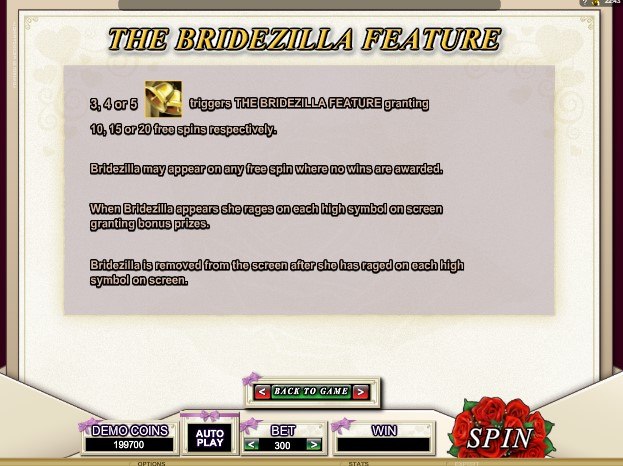 22:43
THE BRIDEZILLA FEATURE
3, 4 or 5 triggers THE BRIDEZILLA FEATURE granting
10, 15 or 20 free spins respectively.
Bridezilla may appear on any free spin where no wins are awarded.
When Bridezilla appears she rages on each high symbol on screen
granting bonus prizes.
Bridezilla is removed from the screen after she has raged on each high
symbol on screen.
< BACK TO GAME >
DEMO COINS
199700
AUTO
PLAY
BET
< 300 >
WIN
SPIN
OPTIONS
STATS
EXPERT